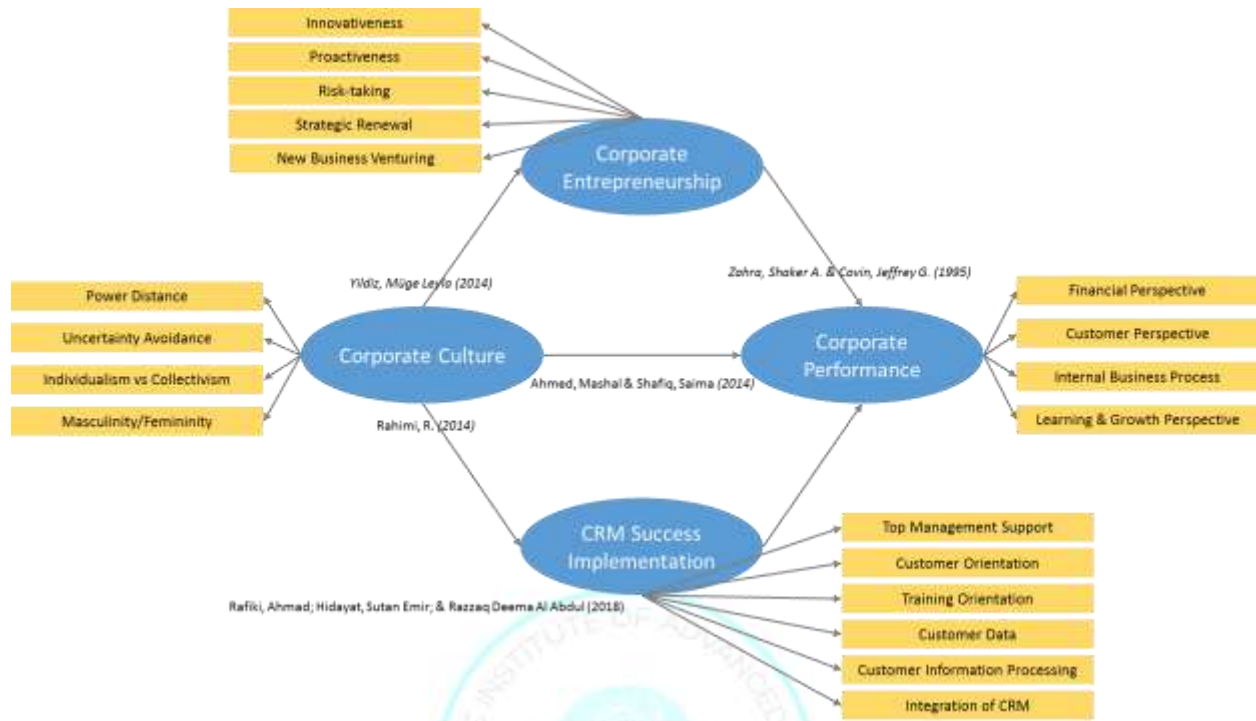 Innovativeness
Proactiveness
Risk-taking
Strategic Renewal
New Business Venturing
Corporate
Entrepreneurship
Yildiz, Müge Leyla (2014)
Zahra, Shaker A. & Covin, Jeffrey G. (1995)
Power Distance
Uncertainty Avoidance
Individualism vs Collectivism
Masculinity/Femininity
Corporate Culture
Ahmed, Mashal & Shafiq, Saima (2014)
Corporate
Performance
Financial Perspective
Customer Perspective
Internal Business Process
Learning & Growth Perspective
Rahimi, R. (2014)
CRM Success
Implementation
Rafiki, Ahmad; Hidayat, Sutan Emir; & Razzaq Deema Al Abdul (2018)
Top Management Support
Customer Orientation
Training Orientation
Customer Data
Customer Information Processing
Integration of CRM
INSTITUTE OF ADVANCED